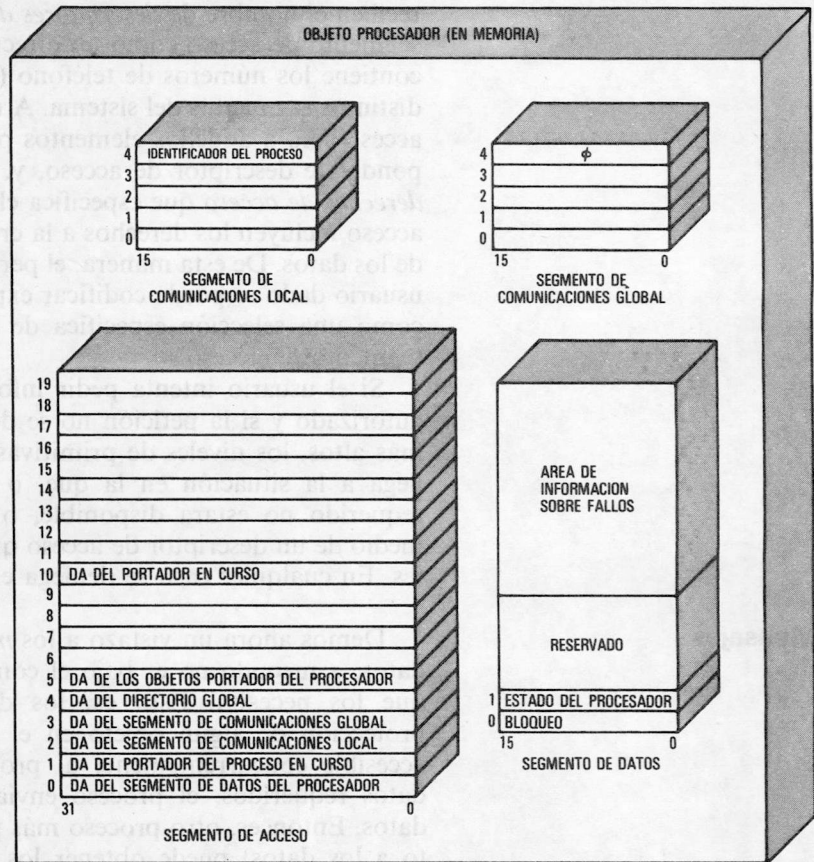 OBJETO PROCESADOR (EN MEMORIA)
4 IDENTIFICADOR DEL PROCESO
3
2
1
0
15 0
SEGMENTO DE
COMUNICACIONES LOCAL
4 ϕ
3
2
1
0
15 0
SEGMENTO DE
COMUNICACIONES GLOBAL
19
18
17
16
15
14
13
12
11
10 DA DEL PORTADOR EN CURSO
9
8
7
6
5 DA DE LOS OBJETOS PORTADOR DEL PROCESADOR
4 DA DEL DIRECTORIO GLOBAL
3 DA DEL SEGMENTO DE COMUNICACIONES GLOBAL
2 DA DEL SEGMENTO DE COMUNICACIONES LOCAL
1 DA DEL PORTADOR DEL PROCESO EN CURSO
0 DA DEL SEGMENTO DE DATOS DEL PROCESADOR
31 0
SEGMENTO DE ACCESO
AREA DE
INFORMACION
SOBRE FALLOS
RESERVADO
1 ESTADO DEL PROCESADOR
0 BLOQUEO
15 0
SEGMENTO DE DATOS